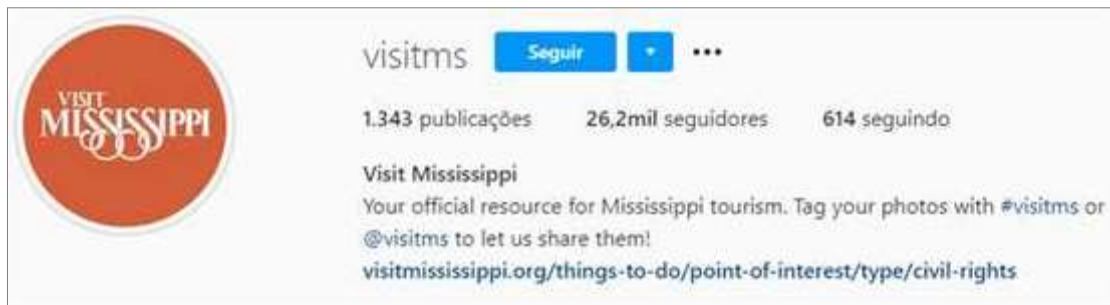 VISIT
MISSISSIPPI
visitms Seguir
1.343 publicações 26,2mil seguidores 614 seguindo
Visit Mississippi
Your official resource for Mississippi tourism. Tag your photos with #visitms or
@visitms to let us share them!
visitmississippi.org/things-to-do/point-of-interest/type/civil-rights